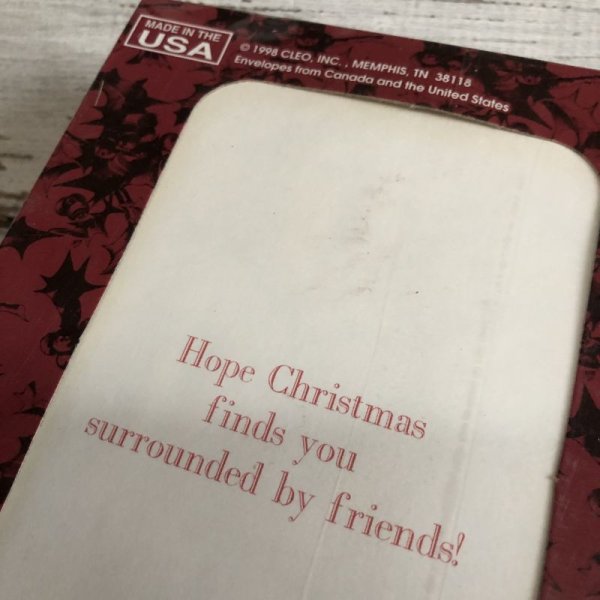 MADE IN THE
USA
© 1998 CLEO, INC. , MEMPHIS, TN 38118
Envelopes from Canada and the United States
Hope Christmas
finds you
surrounded by friends!